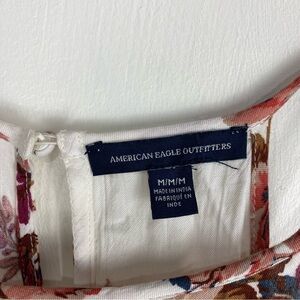 AMERICAN EAGLE OUTFITTERS
M/M/M
MADE IN INDIA
FABRIQUÉ EN
INDE